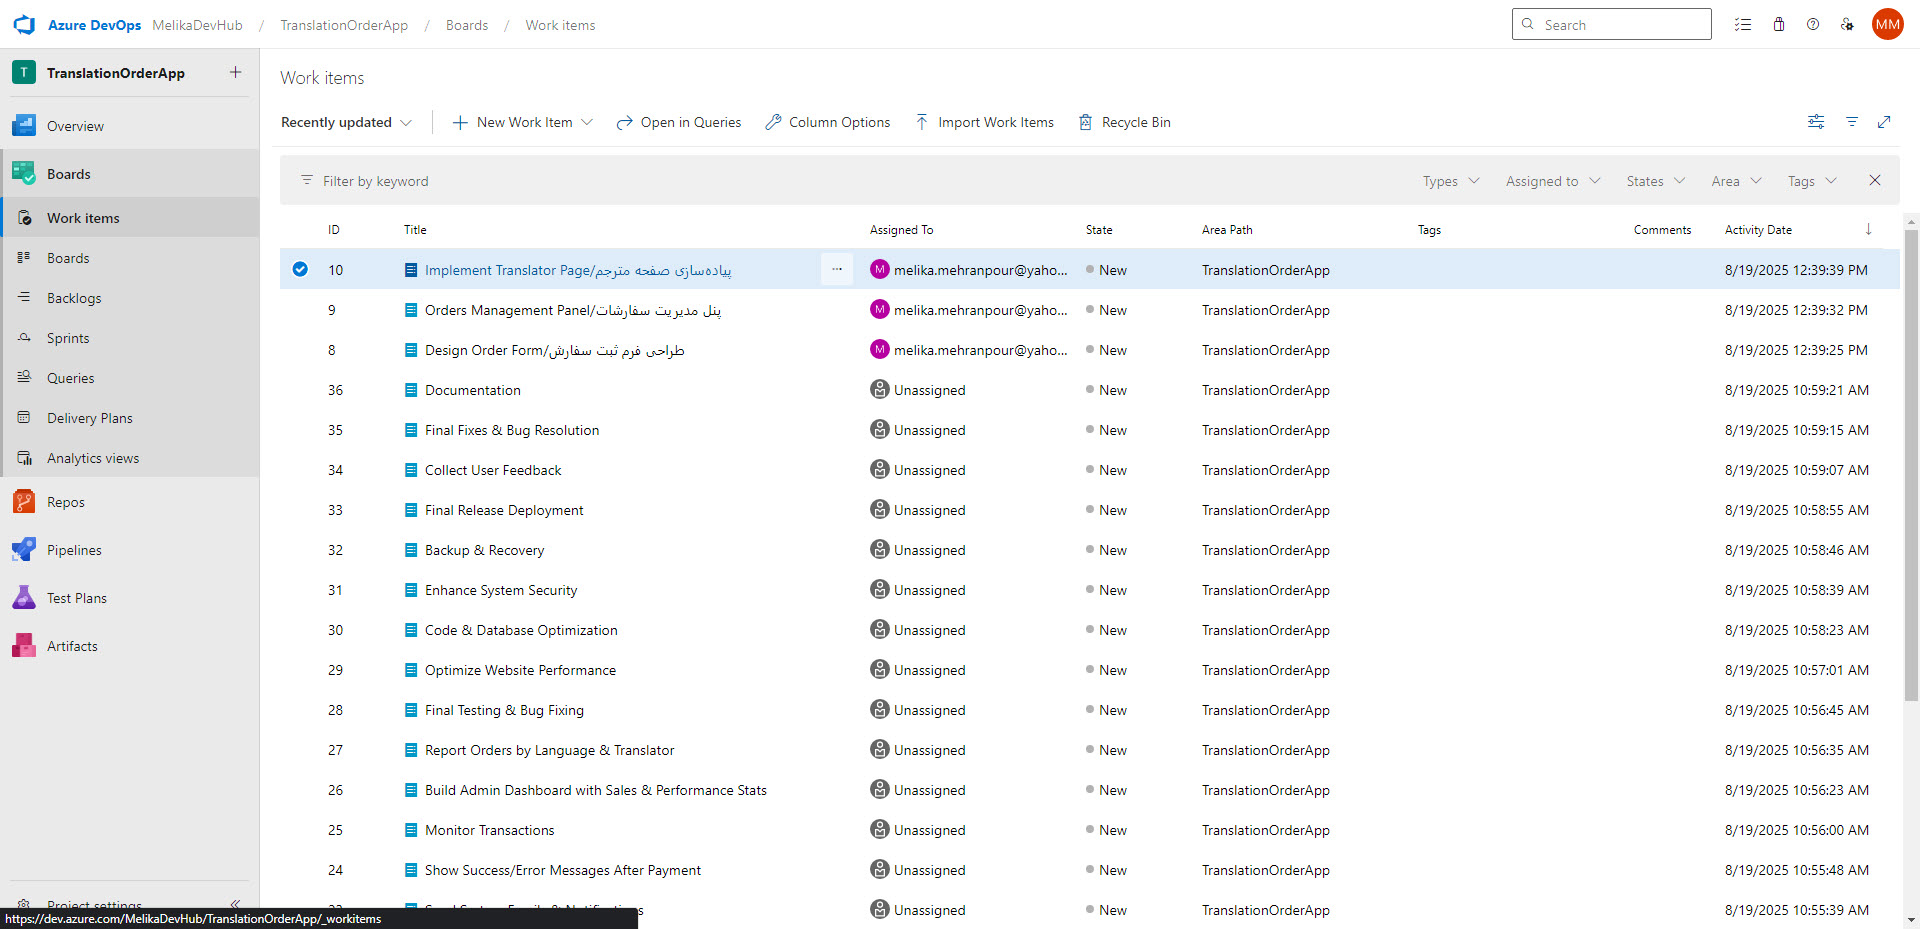 Azure DevOps MelikaDevHub / TranslationOrderApp / Boards / Work items Search MM
T TranslationOrderApp
Overview
Boards
Work items
Boards
Backlogs
Sprints
Queries
Delivery Plans
Analytics views
Repos
Pipelines
Test Plans
Artifacts
Project settings
https://dev.azure.com/MelikaDevHub/TranslationOrderApp/_workitems
Work items
Recently updated New Work Item Open in Queries Column Options Import Work Items Recycle Bin
Filter by keyword Types Assigned to States Area Tags
ID Title Assigned To State Area Path Tags Comments Activity Date
10 Implement Translator Page/پیاده‌سازی صفحه مترجم ... M melika.mehranpour@yaho... New TranslationOrderApp 8/19/2025 12:39:39 PM
9 Orders Management Panel/پنل مدیریت سفارشات M melika.mehranpour@yaho... New TranslationOrderApp 8/19/2025 12:39:32 PM
8 Design Order Form/طراحی فرم ثبت سفارش M melika.mehranpour@yaho... New TranslationOrderApp 8/19/2025 12:39:25 PM
36 Documentation Unassigned New TranslationOrderApp 8/19/2025 10:59:21 AM
35 Final Fixes & Bug Resolution Unassigned New TranslationOrderApp 8/19/2025 10:59:15 AM
34 Collect User Feedback Unassigned New TranslationOrderApp 8/19/2025 10:59:07 AM
33 Final Release Deployment Unassigned New TranslationOrderApp 8/19/2025 10:58:55 AM
32 Backup & Recovery Unassigned New TranslationOrderApp 8/19/2025 10:58:46 AM
31 Enhance System Security Unassigned New TranslationOrderApp 8/19/2025 10:58:39 AM
30 Code & Database Optimization Unassigned New TranslationOrderApp 8/19/2025 10:58:23 AM
29 Optimize Website Performance Unassigned New TranslationOrderApp 8/19/2025 10:57:01 AM
28 Final Testing & Bug Fixing Unassigned New TranslationOrderApp 8/19/2025 10:56:45 AM
27 Report Orders by Language & Translator Unassigned New TranslationOrderApp 8/19/2025 10:56:35 AM
26 Build Admin Dashboard with Sales & Performance Stats Unassigned New TranslationOrderApp 8/19/2025 10:56:23 AM
25 Monitor Transactions Unassigned New TranslationOrderApp 8/19/2025 10:56:00 AM
24 Show Success/Error Messages After Payment Unassigned New TranslationOrderApp 8/19/2025 10:55:48 AM
Unassigned New TranslationOrderApp 8/19/2025 10:55:39 AM